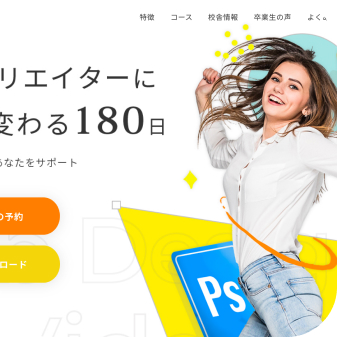 特徴 コース 校舎情報 卒業生の声 よく
リエイターに
変わる180日
あなたをサポート
の予約
ロード
Ps
Desig
Vide